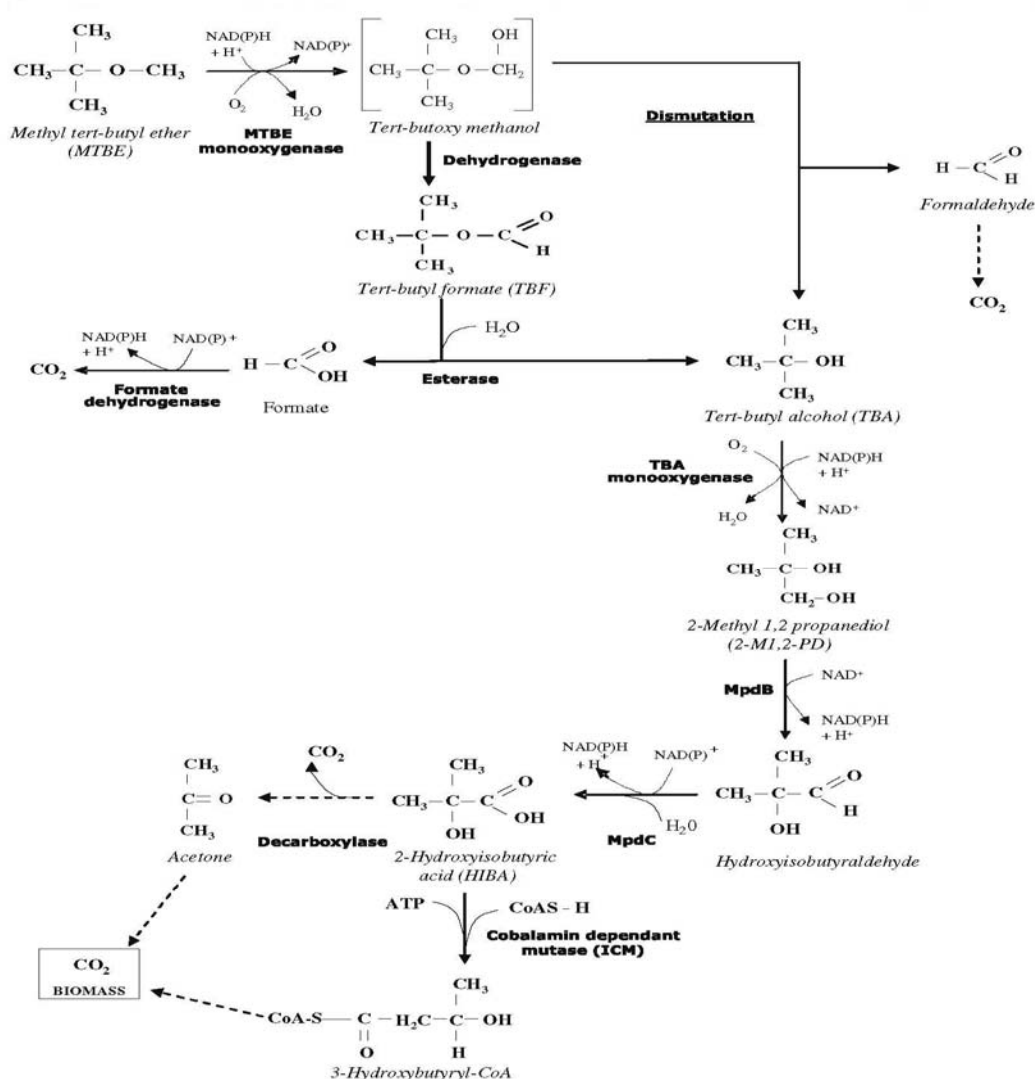 CH₃
CH₃—C—O—CH₃
CH₃
Methyl tert-butyl ether
(MTBE)
NAD(P)H
+ H⁺
NAD(P)⁺
O₂
H₂O
MTBE
monooxygenase
CH₃ OH
CH₃—C—O—CH₂
CH₃
Tert-butoxy methanol
Dismutation
Dehydrogenase
H—C
O
H
Formaldehyde
CO₂
CH₃
CH₃—C—O—C
O
H
CH₃
Tert-butyl formate (TBF)
H₂O
Esterase
NAD(P)H
+ H⁺
NAD(P)+
CO₂
Formate
dehydrogenase
H—C
O
OH
Formate
CH₃
CH₃—C—OH
CH₃
Tert-butyl alcohol (TBA)
O₂
NAD(P)H
+ H⁺
TBA
monooxygenase
H₂O
NAD⁺
CH₃
CH₃—C—OH
CH₂—OH
2-Methyl 1,2 propanediol
(2-M1,2-PD)
MpdB
NAD⁺
NAD(P)H
+ H⁺
CH₃
CH₃—C—C
O
H
OH
Hydroxyisobutyraldehyde
NAD(P)H
+ H⁺
NAD(P)⁺
H₂0
MpdC
CH₃
CH₃—C—C
O
OH
OH
2-Hydroxyisobutyric
acid (HIBA)
CO₂
Decarboxylase
CH₃
C=O
CH₃
Acetone
ATP
CoAS – H
Cobalamin dependant
mutase (ICM)
CO₂
BIOMASS
CH₃
CoA-S—C—H₂C—C—OH
O H
3-Hydroxybutyryl-CoA